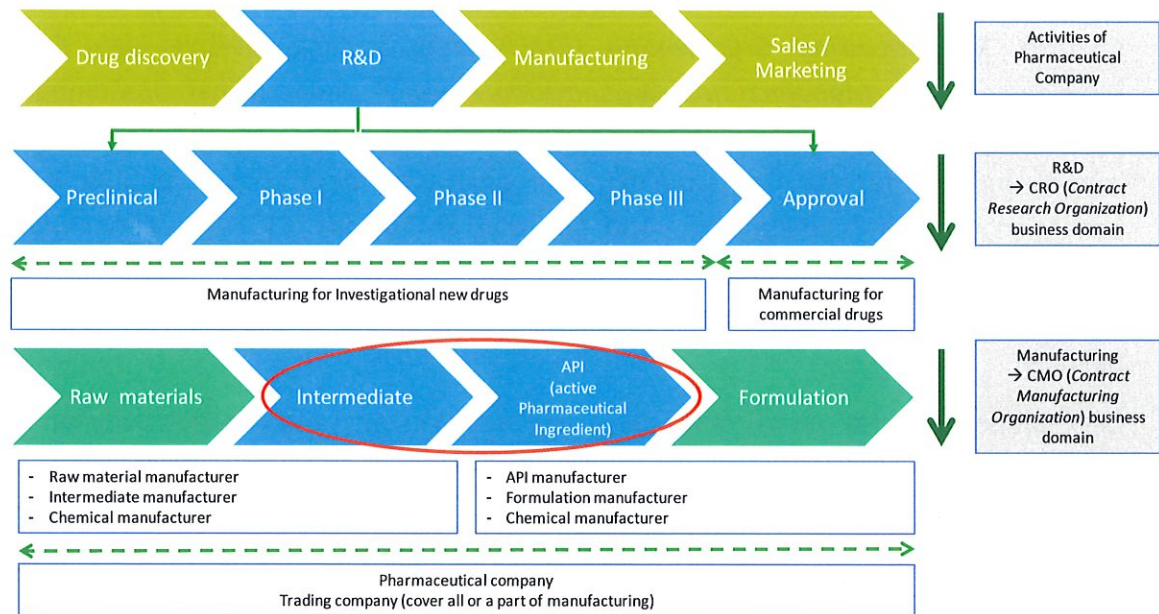 Drug discovery
R&D
Manufacturing
Sales /
Marketing
Activities of
Pharmaceutical
Company
Preclinical
Phase I
Phase II
Phase III
Approval
R&D
→ CRO (Contract
Research Organization)
business domain
Manufacturing for Investigational new drugs
Manufacturing for
commercial drugs
Raw materials
Intermediate
API
(active
Pharmaceutical
Ingredient)
Formulation
Manufacturing
→ CMO (Contract
Manufacturing
Organization) business
domain
- Raw material manufacturer
- Intermediate manufacturer
- Chemical manufacturer
- API manufacturer
- Formulation manufacturer
- Chemical manufacturer
Pharmaceutical company
Trading company (cover all or a part of manufacturing)